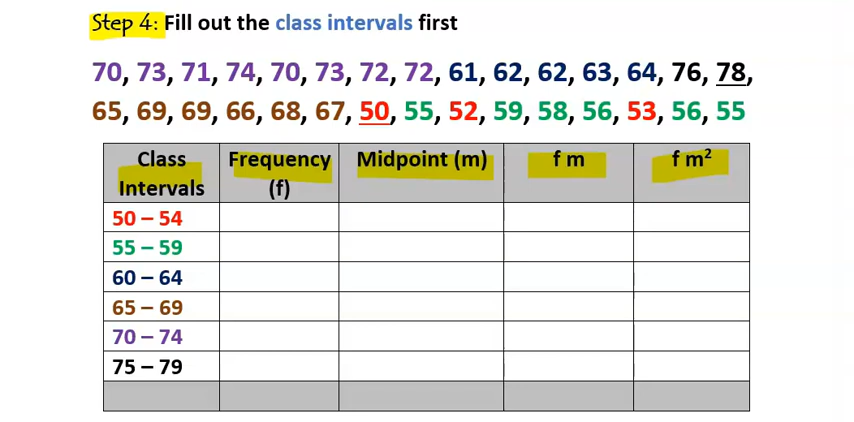 Step 4: Fill out the class intervals first
70, 73, 71, 74, 70, 73, 72, 72, 61, 62, 62, 63, 64, 76, 78,
65, 69, 69, 66, 68, 67, 50, 55, 52, 59, 58, 56, 53, 56, 55
Class Intervals Frequency (f) Midpoint (m) f m f m²
50 – 54
55 – 59
60 – 64
65 – 69
70 – 74
75 – 79